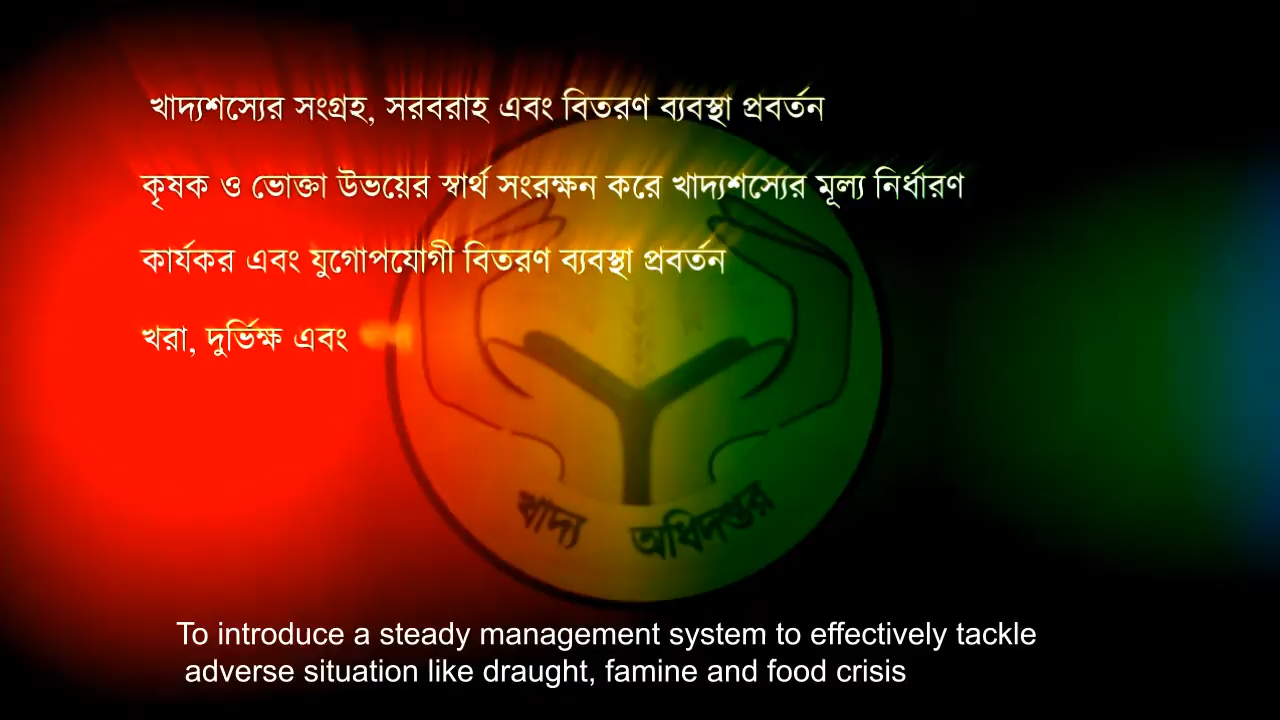 খাদ্যশস্যের সংগ্রহ, সরবরাহ এবং বিতরণ ব্যবস্থা প্রবর্তন
কৃষক ও ভোক্তা উভয়ের স্বার্থ সংরক্ষন করে খাদ্যশস্যের মূল্য নির্ধারণ
কার্যকর এবং যুগোপযোগী বিতরণ ব্যবস্থা প্রবর্তন
খরা, দুর্ভিক্ষ এবং
খাদ্য অধিদপ্তর
To introduce a steady management system to effectively tackle
adverse situation like draught, famine and food crisis